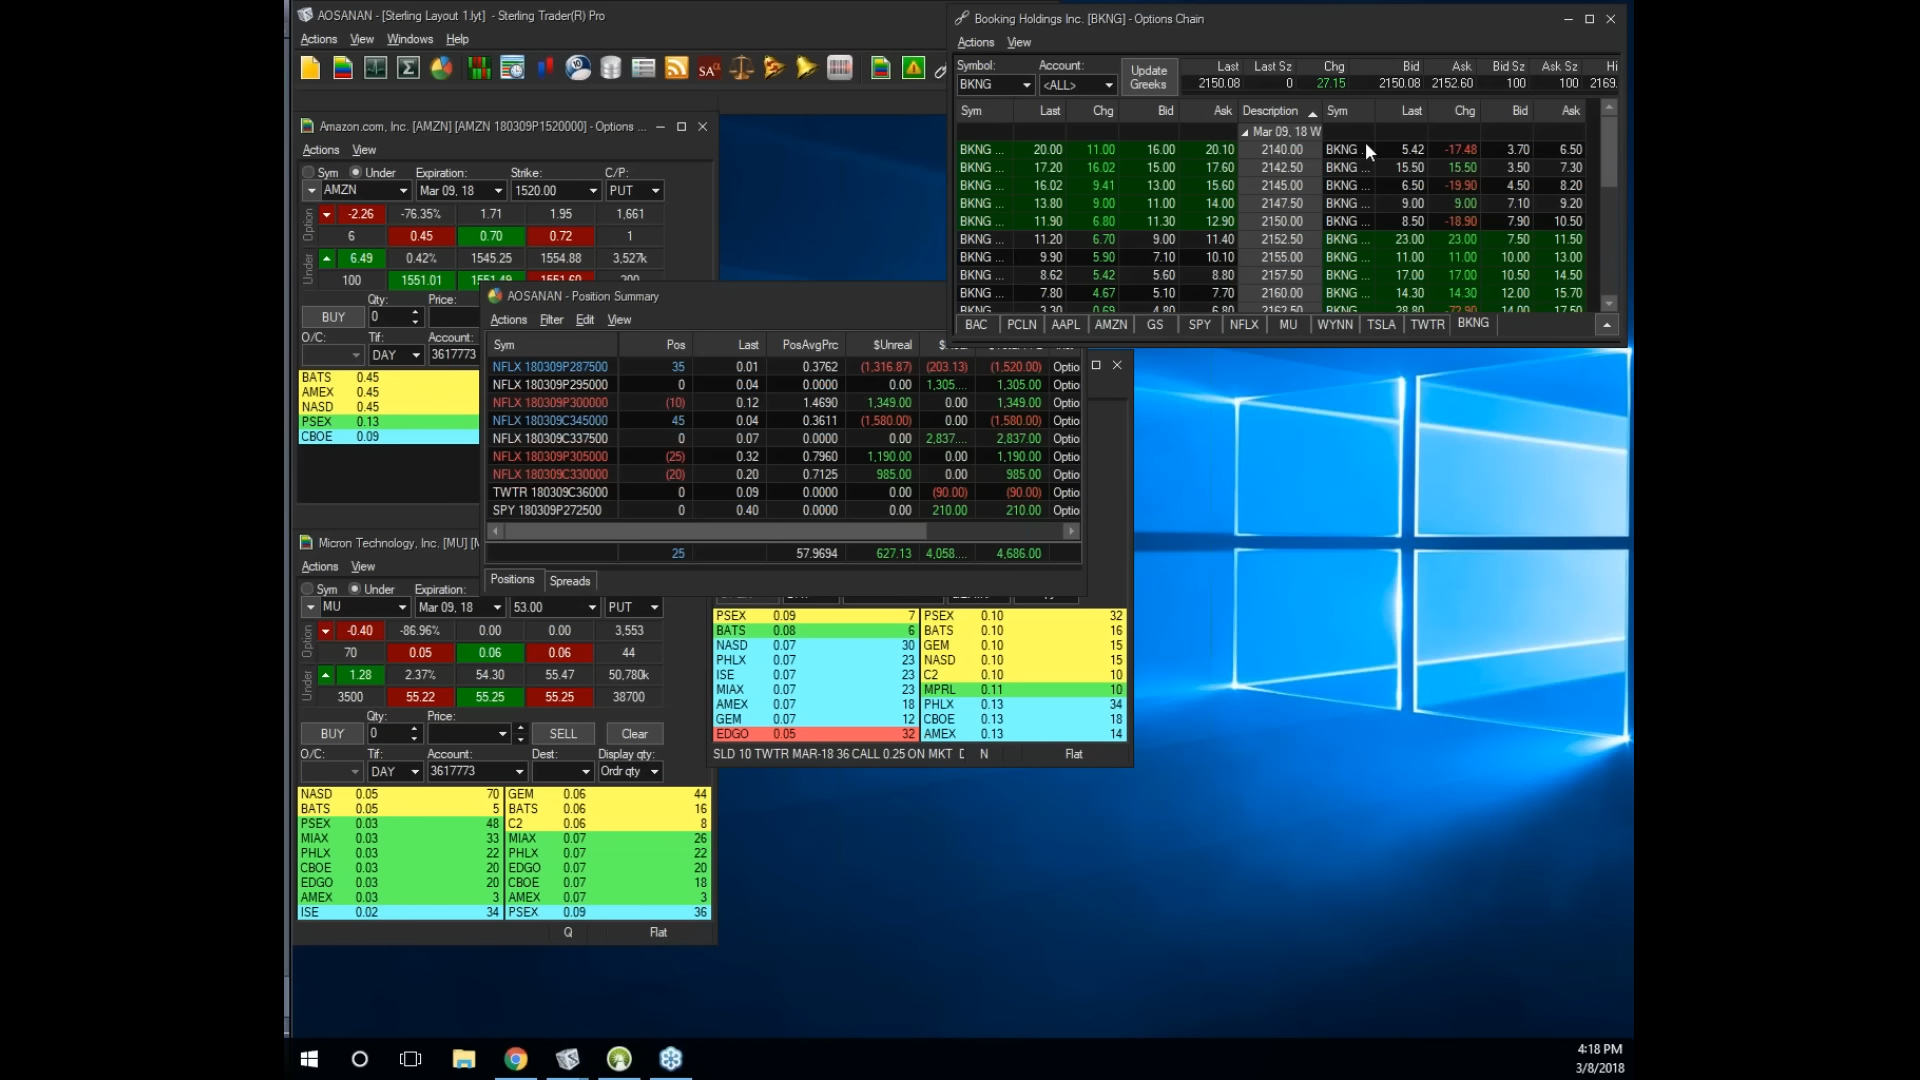 AOSANAN - [Sterling Layout 1.lyt] - Sterling Trader(R) Pro
Actions View Windows Help
Booking Holdings Inc. [BKNG] - Options Chain
Actions View
Symbol: Account: Update Greeks Last Last Sz Chg Bid Ask Bid Sz Ask Sz Hi
BKNG <ALL> 2150.08 0 27.15 2150.08 2152.60 100 100 2169.
Sym Last Chg Bid Ask Description Sym Last Chg Bid Ask
Mar 09, 18 W
BKNG ... 20.00 11.00 16.00 20.10 2140.00 BKNG ... 5.42 -17.48 3.70 6.50
BKNG ... 17.20 16.02 15.00 17.60 2142.50 BKNG ... 15.50 15.50 3.50 7.30
BKNG ... 16.02 9.41 13.00 15.60 2145.00 BKNG ... 6.50 -19.90 4.50 8.20
BKNG ... 13.80 9.00 11.00 14.00 2147.50 BKNG ... 9.00 9.00 7.10 9.20
BKNG ... 11.90 6.80 11.30 12.90 2150.00 BKNG ... 8.50 -18.90 7.90 10.50
BKNG ... 11.20 6.70 9.00 11.40 2152.50 BKNG ... 23.00 23.00 7.50 11.50
BKNG ... 9.90 5.90 7.10 10.10 2155.00 BKNG ... 11.00 11.00 10.00 13.00
BKNG ... 8.62 5.42 5.60 8.80 2157.50 BKNG ... 17.00 17.00 10.50 14.50
BKNG ... 7.80 4.67 5.10 7.70 2160.00 BKNG ... 14.30 14.30 12.00 15.70
BAC PCLN AAPL AMZN GS SPY NFLX MU WYNN TSLA TWTR BKNG
Amazon.com, Inc. [AMZN] [AMZN 180309P1520000] - Options ...
Actions View
Sym Under Expiration: Strike: C/P:
AMZN Mar 09, 18 1520.00 PUT
Option -2.26 -76.35% 1.71 1.95 1,661
6 0.45 0.70 0.72 1
Under 6.49 0.42% 1545.25 1554.88 3,527k
100 1551.01 1551.49 1551.60 200
Qty: Price:
BUY 0
O/C: Tif: Account:
DAY 3617773
BATS 0.45
AMEX 0.45
NASD 0.45
PSEX 0.13
CBOE 0.09
AOSANAN - Position Summary
Actions Filter Edit View
Sym Pos Last PosAvgPrc $Unreal
NFLX 180309P287500 35 0.01 0.3762 (1,316.87) (203.13) (1,520.00) Optio
NFLX 180309P295000 0 0.04 0.0000 0.00 1,305.... 1,305.00 Optio
NFLX 180309P300000 (10) 0.12 1.4690 1,349.00 0.00 1,349.00 Optio
NFLX 180309C345000 45 0.04 0.3611 (1,580.00) 0.00 (1,580.00) Optio
NFLX 180309C337500 0 0.07 0.0000 0.00 2,837.... 2,837.00 Optio
NFLX 180309P305000 (25) 0.32 0.7960 1,190.00 0.00 1,190.00 Optio
NFLX 180309C330000 (20) 0.20 0.7125 985.00 0.00 985.00 Optio
TWTR 180309C36000 0 0.09 0.0000 0.00 (90.00) (90.00) Optio
SPY 180309P272500 0 0.40 0.0000 0.00 210.00 210.00 Optio
25 57.9694 627.13 4,058.... 4,686.00
Positions Spreads
Micron Technology, Inc. [MU]
Actions View
Sym Under Expiration:
MU Mar 09, 18 53.00 PUT
Option -0.40 -86.96% 0.00 0.00 3,553
70 0.05 0.06 0.06 44
Under 1.28 2.37% 54.30 55.47 50,780k
3500 55.22 55.25 55.25 38700
Qty: Price:
BUY 0 SELL Clear
O/C: Tif: Account: Dest: Display qty:
DAY 3617773 Ordr qty
NASD 0.05 70 GEM 0.06 44
BATS 0.05 5 BATS 0.06 16
PSEX 0.03 48 C2 0.06 8
MIAX 0.03 33 MIAX 0.07 26
PHLX 0.03 22 PHLX 0.07 22
CBOE 0.03 20 EDGO 0.07 20
EDGO 0.03 20 CBOE 0.07 18
AMEX 0.03 3 AMEX 0.07 3
ISE 0.02 34 PSEX 0.09 36
Q Flat
PSEX 0.09 7 PSEX 0.10 32
BATS 0.08 6 BATS 0.10 16
NASD 0.07 30 GEM 0.10 15
PHLX 0.07 23 NASD 0.10 15
ISE 0.07 23 C2 0.10 10
MIAX 0.07 23 MPRL 0.11 10
AMEX 0.07 18 PHLX 0.13 34
GEM 0.07 12 CBOE 0.13 18
EDGO 0.05 32 AMEX 0.13 14
SLD 10 TWTR MAR-18 36 CALL 0.25 ON MKT N Flat
4:18 PM
3/8/2018